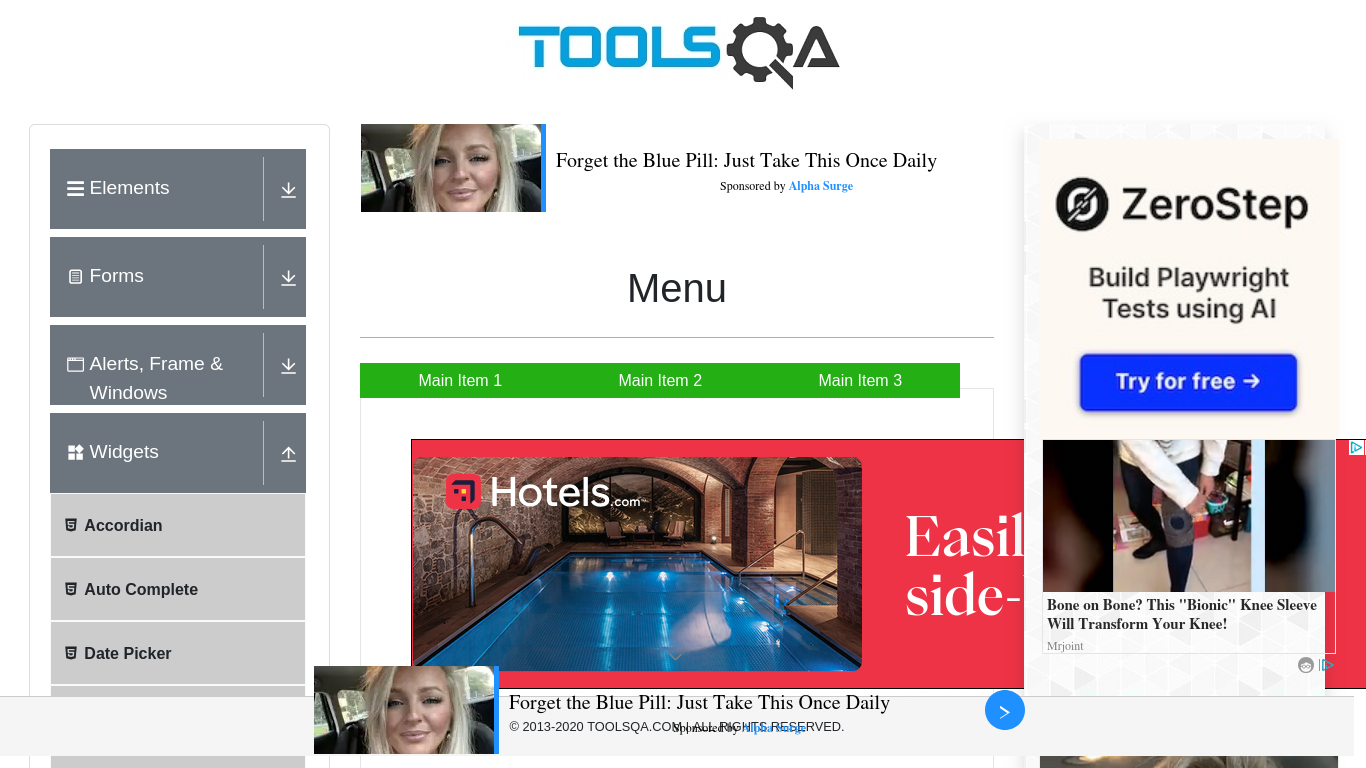 TOOLSQA
Elements
Forms
Alerts, Frame &
Windows
Widgets
Accordian
Auto Complete
Date Picker
Forget the Blue Pill: Just Take This Once Daily
Sponsored by Alpha Surge
Menu
Main Item 1
Main Item 2
Main Item 3
Hotels.com™
Easil
side-
ZeroStep
Build Playwright
Tests using AI
Try for free →
Bone on Bone? This "Bionic" Knee Sleeve
Will Transform Your Knee!
Mrjoint
Forget the Blue Pill: Just Take This Once Daily
© 2013-2020 TOOLSQA.COM | ALL RIGHTS RESERVED.
Sponsored by Alpha Surge